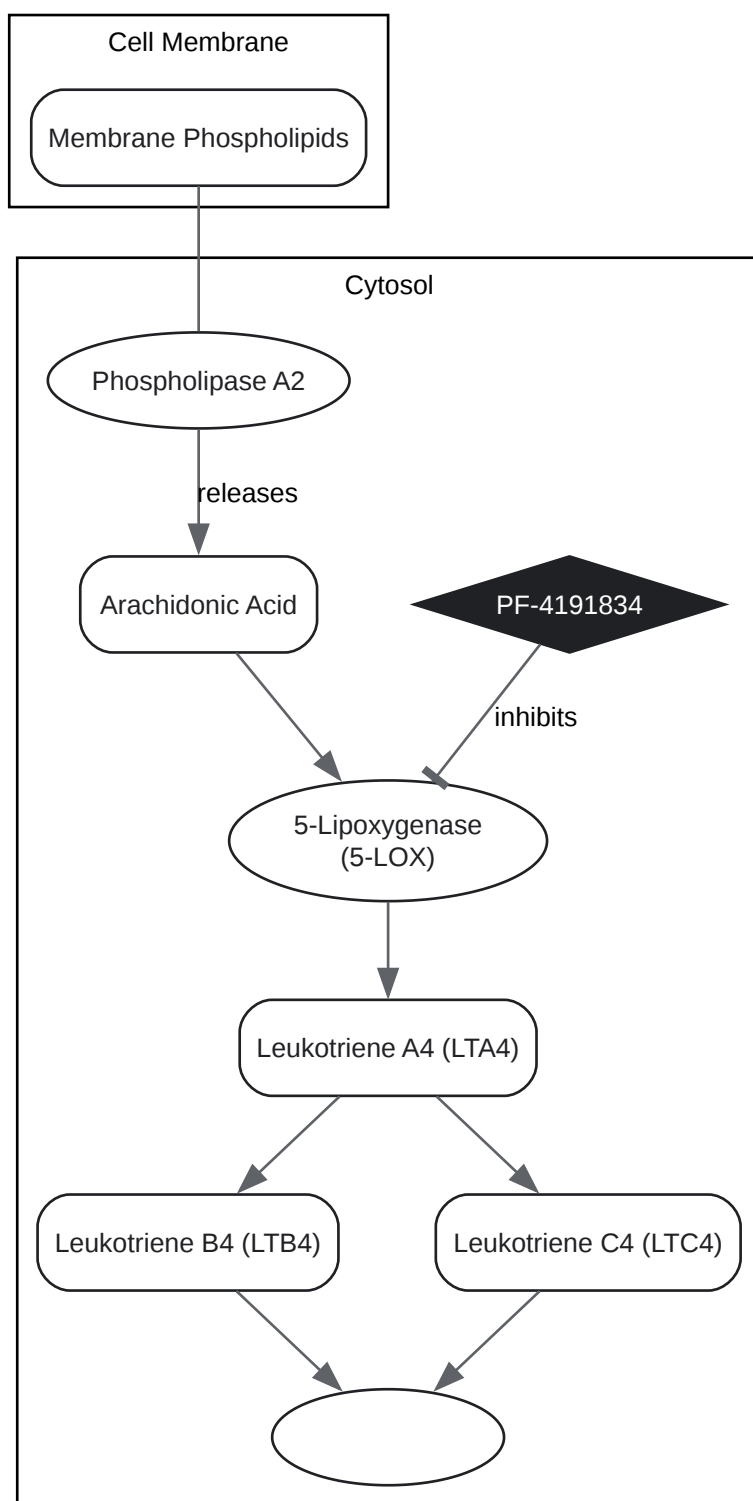 Cell Membrane
Membrane Phospholipids
Cytosol
Phospholipase A2
releases
Arachidonic Acid
PF-4191834
inhibits
5-Lipoxygenase
(5-LOX)
Leukotriene A4 (LTA4)
Leukotriene B4 (LTB4)
Leukotriene C4 (LTC4)